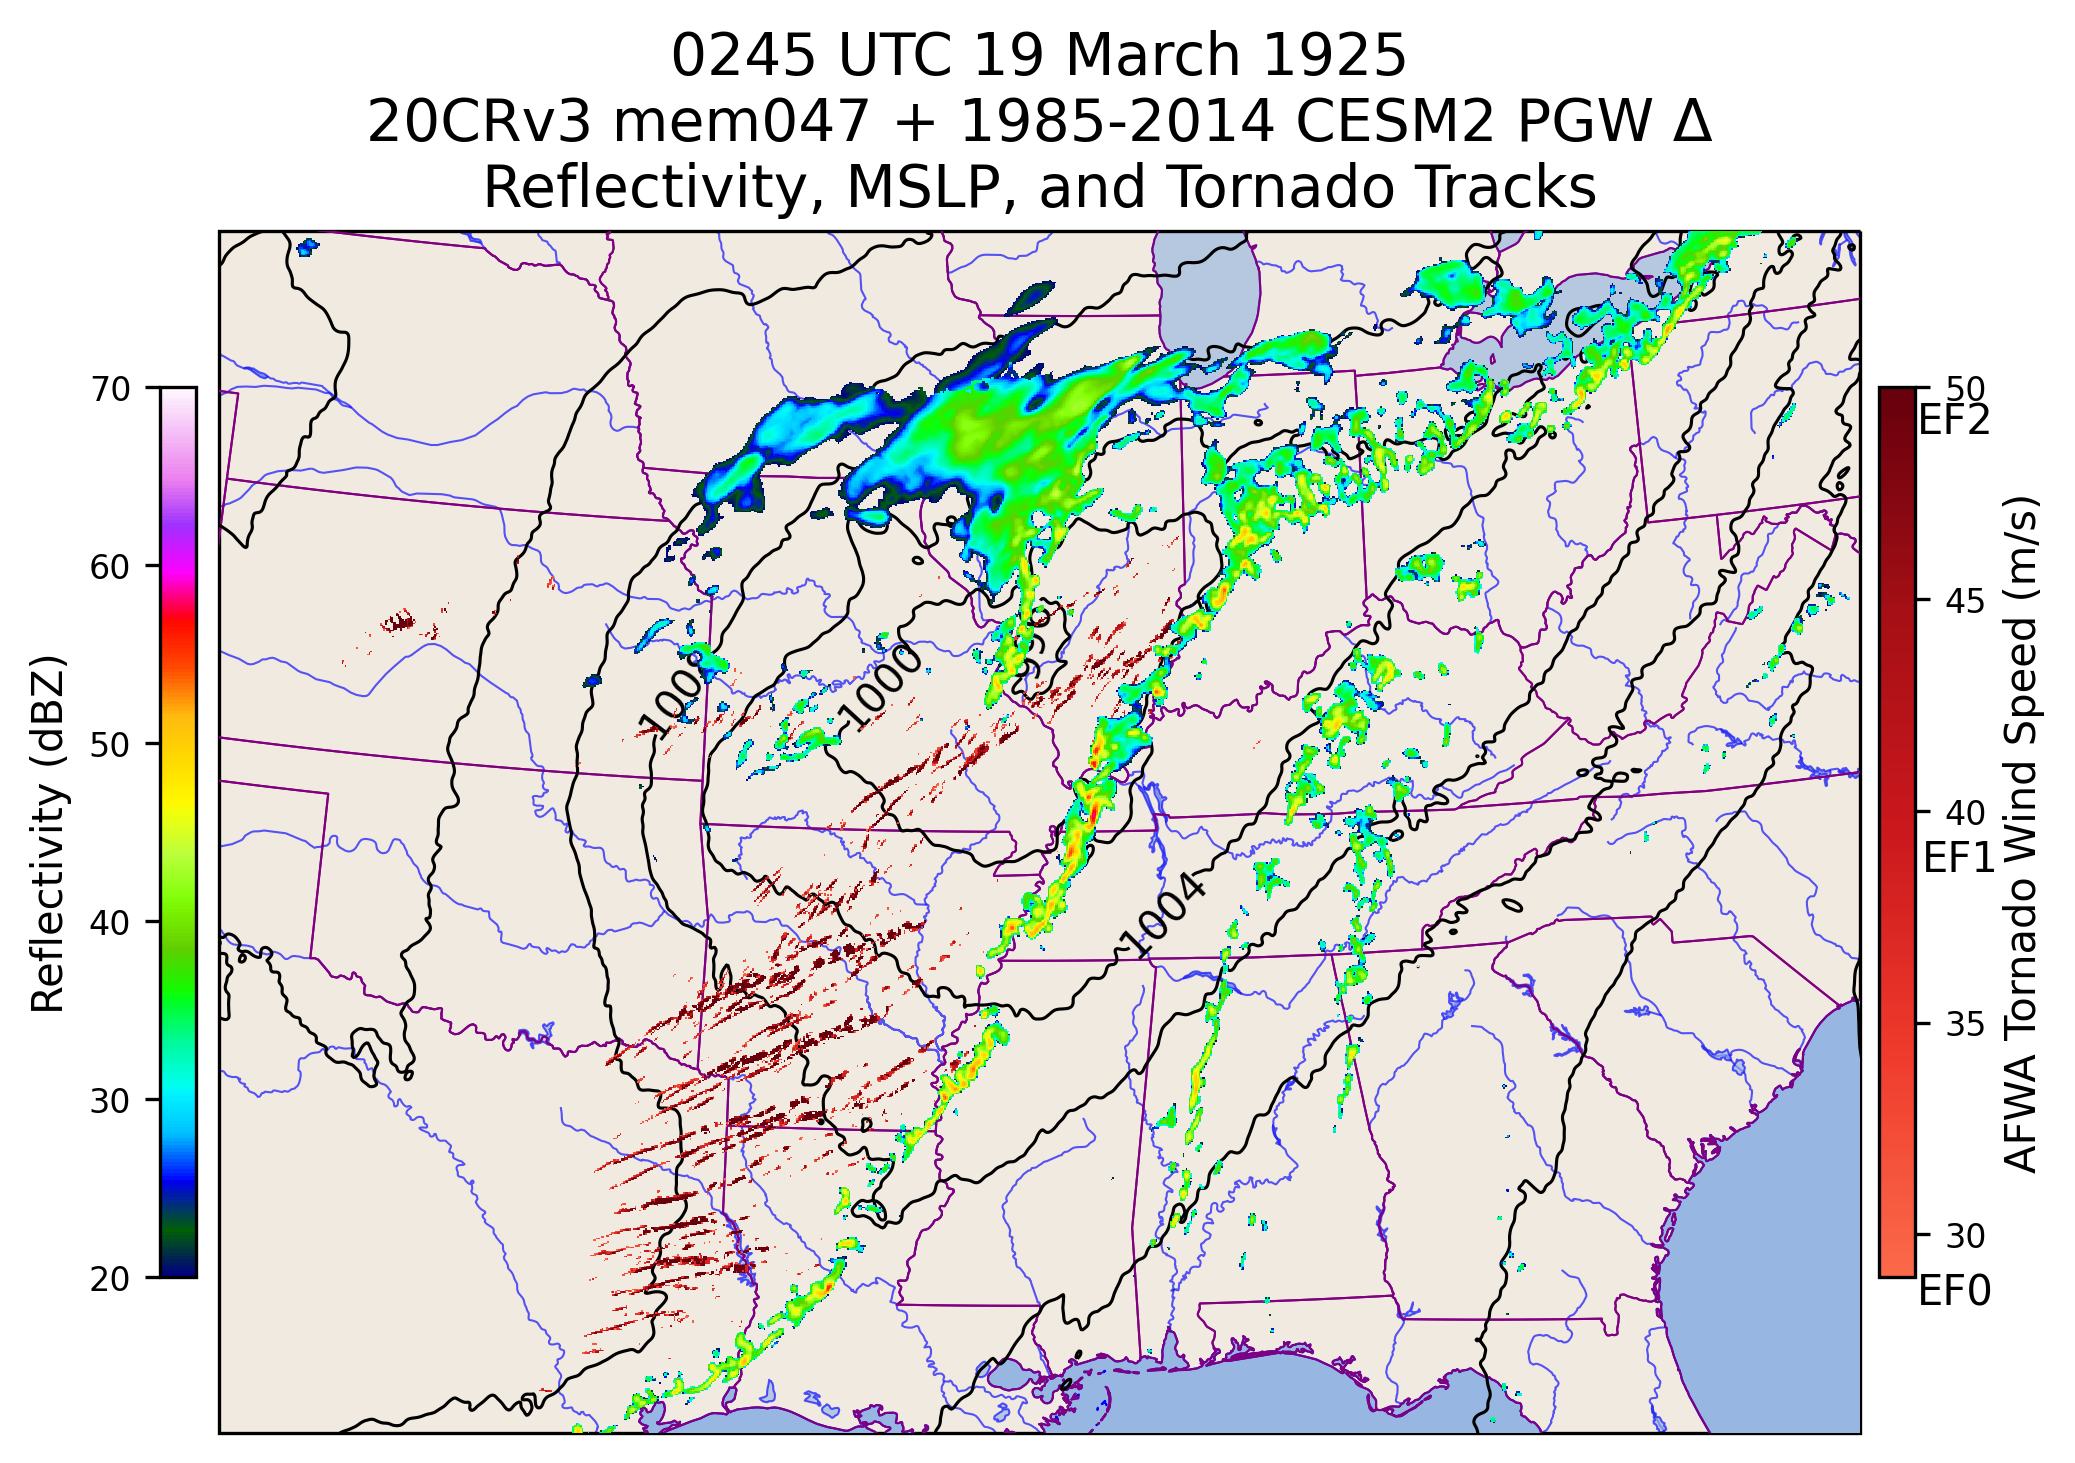 0245 UTC 19 March 1925
20CRv3 mem047 + 1985-2014 CESM2 PGW Δ
Reflectivity, MSLP, and Tornado Tracks
70
60
50
40
30
20
Reflectivity (dBZ)
1000
1004
50
EF2
45
40
EF1
35
30
EF0
AFWA Tornado Wind Speed (m/s)